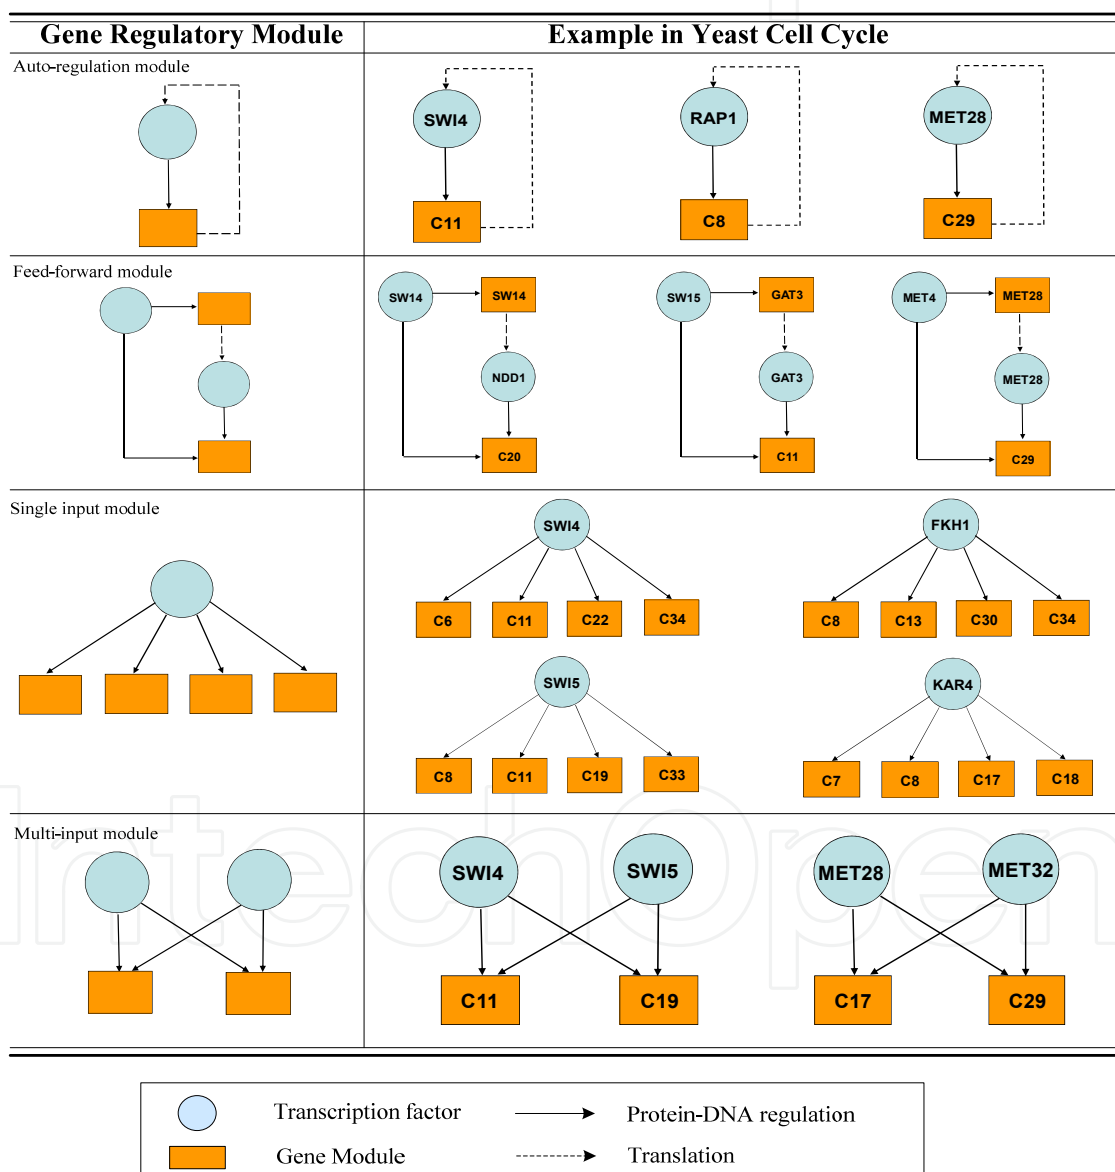 Gene Regulatory Module
Example in Yeast Cell Cycle
Auto-regulation module
SWI4
C11
RAP1
C8
MET28
C29
Feed-forward module
SW14
SW14
NDD1
C20
SW15
GAT3
GAT3
C11
MET4
MET28
MET28
C29
Single input module
SWI4
C6
C11
C22
C34
FKH1
C8
C13
C30
C34
SWI5
C8
C11
C19
C33
KAR4
C7
C8
C17
C18
Multi-input module
SWI4
SWI5
C11
C19
MET28
MET32
C17
C29
IntechOpen
Transcription factor
Protein-DNA regulation
Gene Module
Translation